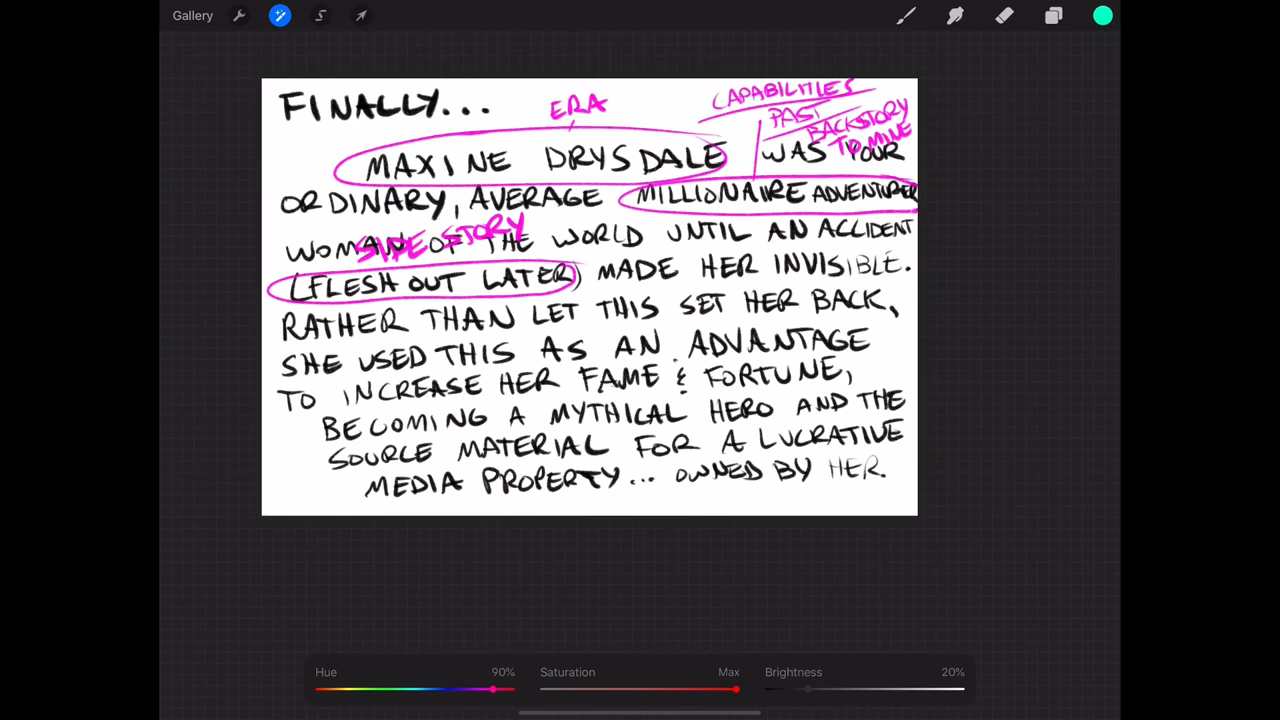 Gallery
FINALLY...
ERA
CAPABILITIES
PAST
BACKSTORY
TO MINE
MAXINE DRYSDALE WAS YOUR
ORDINARY, AVERAGE MILLIONAIRE ADVENTURER
WOMAN OF THE WORLD UNTIL AN ACCIDENT
SIDE STORY
(FLESH OUT LATER) MADE HER INVISIBLE.
RATHER THAN LET THIS SET HER BACK,
SHE USED THIS AS AN ADVANTAGE
TO INCREASE HER FAME & FORTUNE,
BECOMING A MYTHICAL HERO AND THE
SOURCE MATERIAL FOR A LUCRATIVE
MEDIA PROPERTY... OWNED BY HER.
Hue 90% Saturation Max Brightness 20%